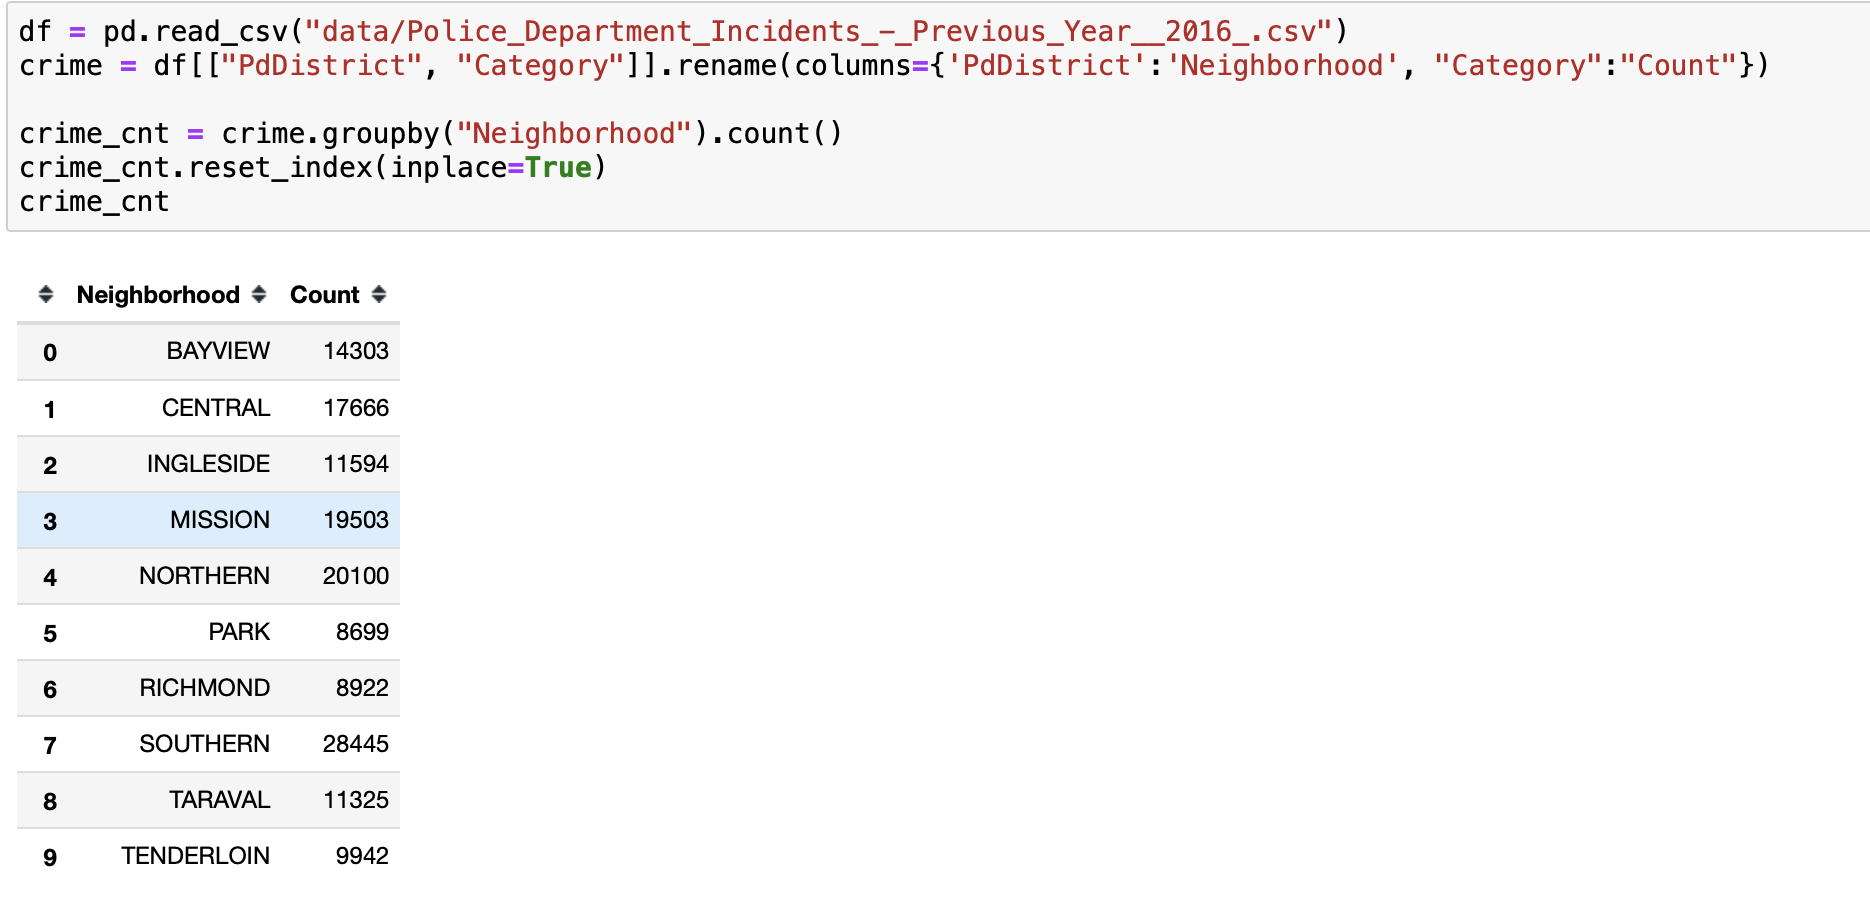 df = pd.read_csv("data/Police_Department_Incidents_-_Previous_Year__2016_.csv")
crime = df[["PdDistrict", "Category"]].rename(columns={'PdDistrict':'Neighborhood', "Category":"Count"})
crime_cnt = crime.groupby("Neighborhood").count()
crime_cnt.reset_index(inplace=True)
crime_cnt
Neighborhood Count
0 BAYVIEW 14303
1 CENTRAL 17666
2 INGLESIDE 11594
3 MISSION 19503
4 NORTHERN 20100
5 PARK 8699
6 RICHMOND 8922
7 SOUTHERN 28445
8 TARAVAL 11325
9 TENDERLOIN 9942